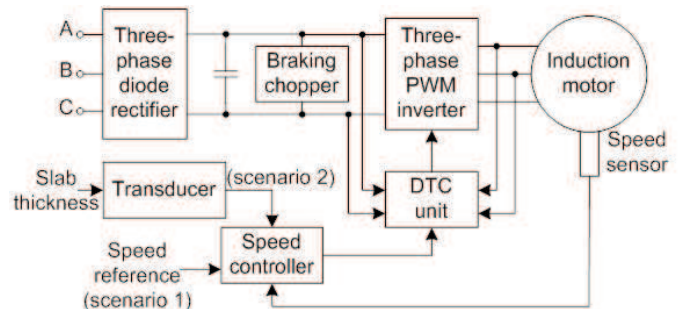 A
B
C
Three-
phase
diode
rectifier
Braking
chopper
Three-
phase
PWM
inverter
Induction
motor
Speed
sensor
Slab
thickness
Transducer
(scenario 2)
DTC
unit
Speed
reference
(scenario 1)
Speed
controller